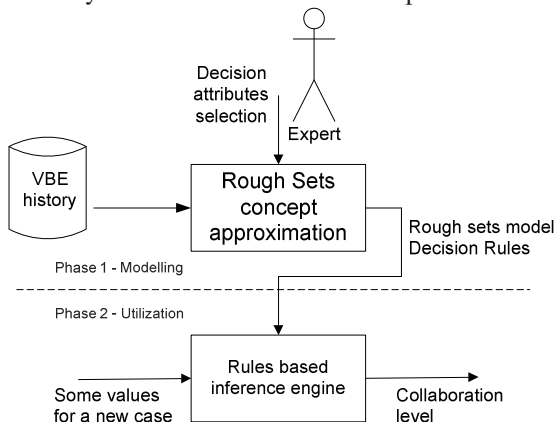 Decision
attributes
selection
Expert
VBE
history
Rough Sets
concept
approximation
Rough sets model
Decision Rules
Phase 1 - Modelling
Phase 2 - Utilization
Rules based
inference engine
Some values
for a new case
Collaboration
level